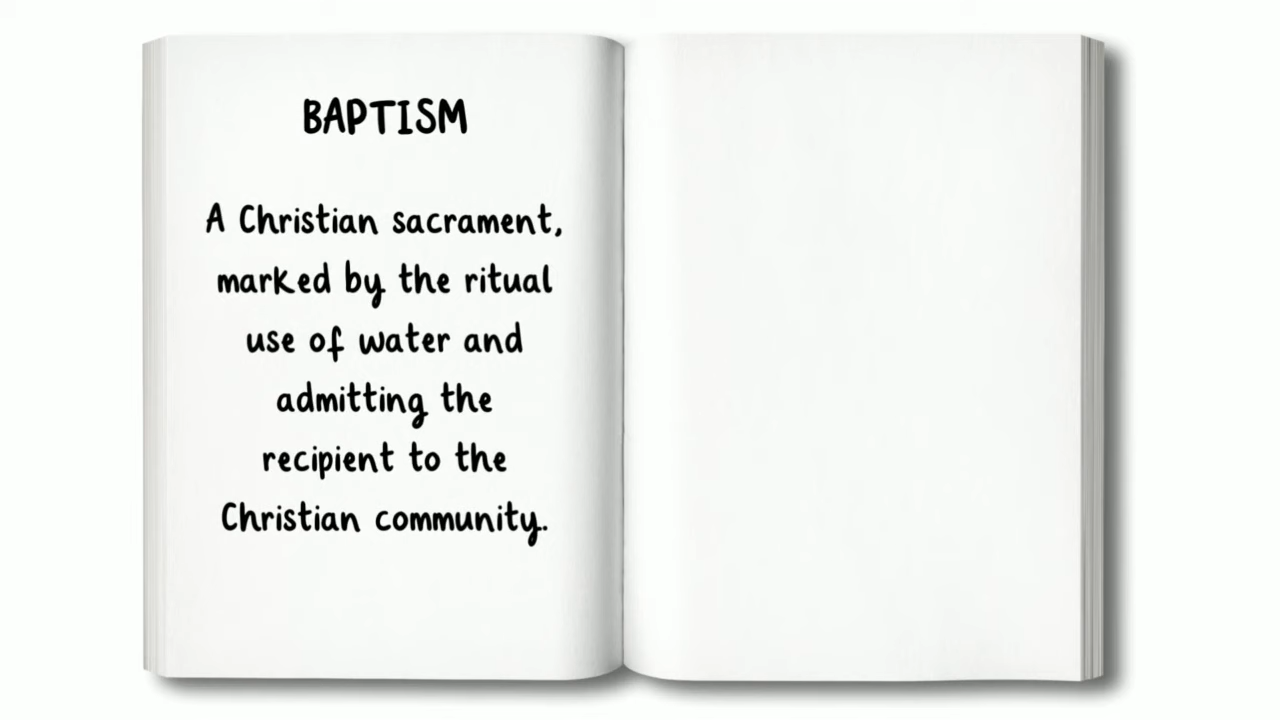 BAPTISM
A Christian sacrament,
marked by the ritual
use of water and
admitting the
recipient to the
Christian community.